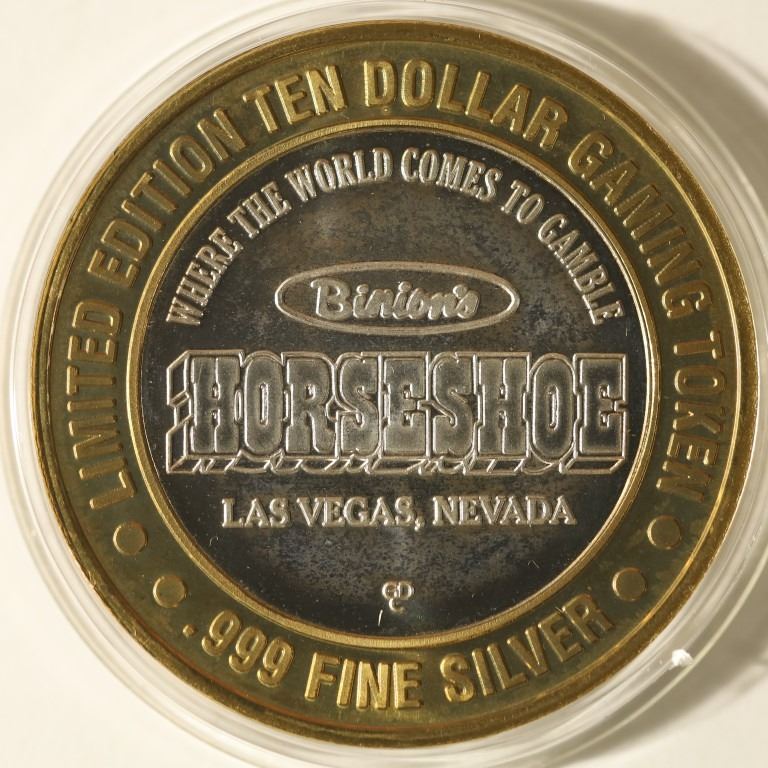 LIMITED EDITION TEN DOLLAR GAMING TOKEN
WHERE THE WORLD COMES TO GAMBLE
Binion's
HORSESHOE
LAS VEGAS, NEVADA
.999 FINE SILVER